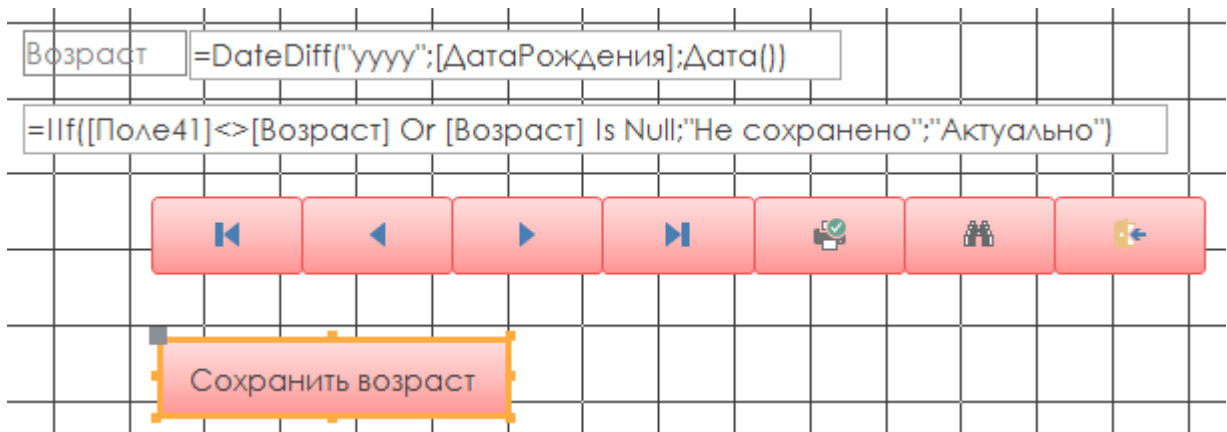 Возраст =DateDiff("yyyy";[ДатаРождения];Дата())
=IIf([Поле41]<>[Возраст] Or [Возраст] Is Null;"Не сохранено";"Актуально")
Сохранить возраст